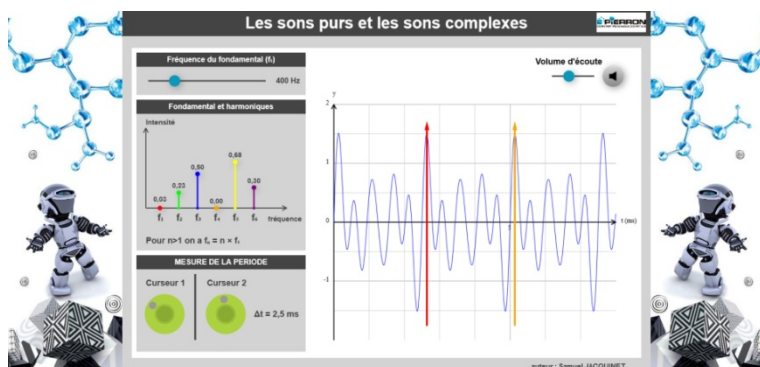 Les sons purs et les sons complexes
PIERRON
Fréquence du fondamental (f₁)
400 Hz
Fondamental et harmoniques
Intensité
0,03
0,23
0,50
0,00
0,68
0,30
f₁
f₂
f₃
f₄
f₅
f₆
fréquence
Pour n>1 on a fₙ = n × f₁
MESURE DE LA PERIODE
Curseur 1
Curseur 2
Δt = 2,5 ms
Volume d'écoute
y
2
1
0
-1
0
5
t (ms)
auteur : Samuel JACQUINET